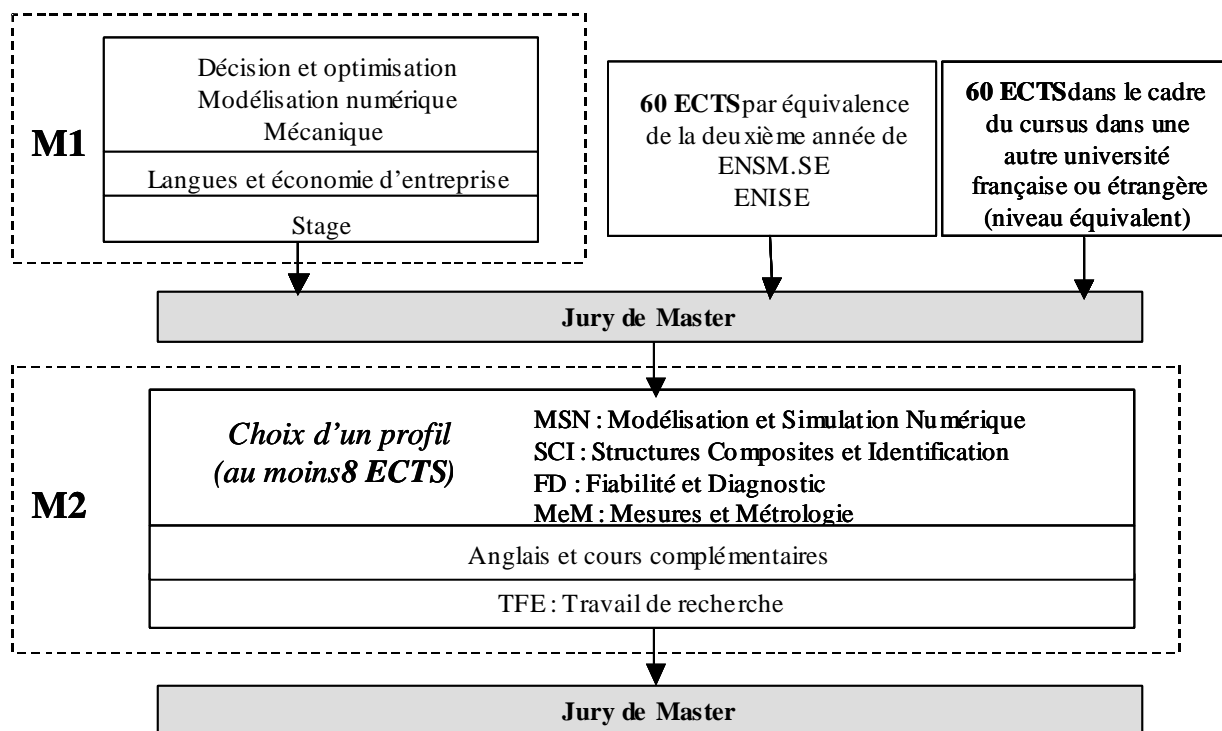 M1
Décision et optimisation
Modélisation numérique
Mécanique
Langues et économie d'entreprise
Stage
60 ECTS par équivalence
de la deuxième année de
ENSM.SE
ENISE
60 ECTS dans le cadre
du cursus dans une
autre université
française ou étrangère
(niveau équivalent)
Jury de Master
M2
Choix d'un profil
(au moins 8 ECTS)
MSN : Modélisation et Simulation Numérique
SCI : Structures Composites et Identification
FD : Fiabilité et Diagnostic
MeM : Mesures et Métrologie
Anglais et cours complémentaires
TFE : Travail de recherche
Jury de Master